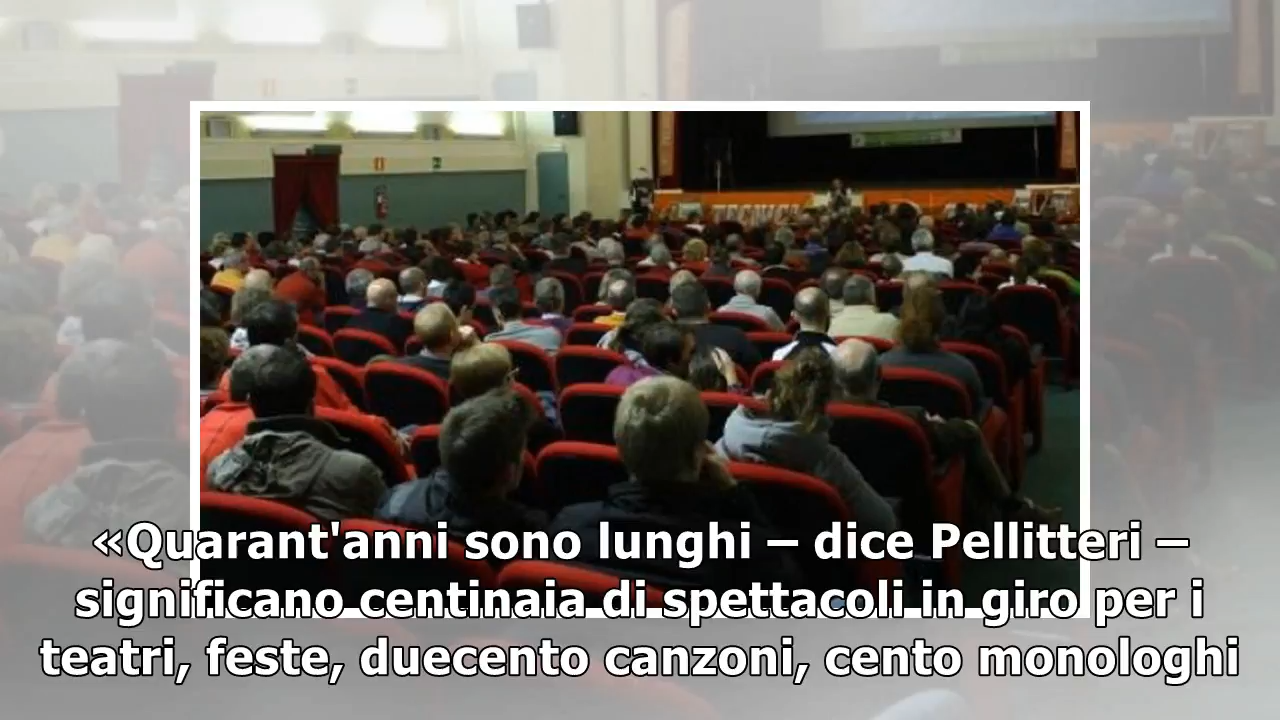 TECNICI
«Quarant'anni sono lunghi – dice Pellitteri –
significano centinaia di spettacoli in giro per i
teatri, feste, duecento canzoni, cento monologhi